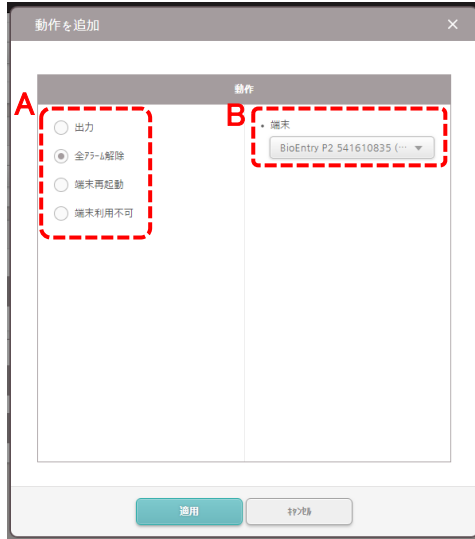 動作を追加
×
動作
A
B
出力
• 端末
全ｱﾗｰﾑ解除
BioEntry P2 541610835 (⋯
端末再起動
端末利用不可
適用
ｷｬﾝｾﾙ